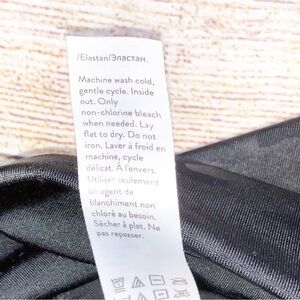 /Elastan/Эластан.
Machine wash cold,
gentle cycle. Inside
out. Only
non-chlorine bleach
when needed. Lay
flat to dry. Do not
iron. Laver à froid en
machine, cycle
délicat. À l'envers.
Utiliser seulement
un agent de
blanchiment non
chloré au besoin.
Sécher à plat. Ne
pas repasser.